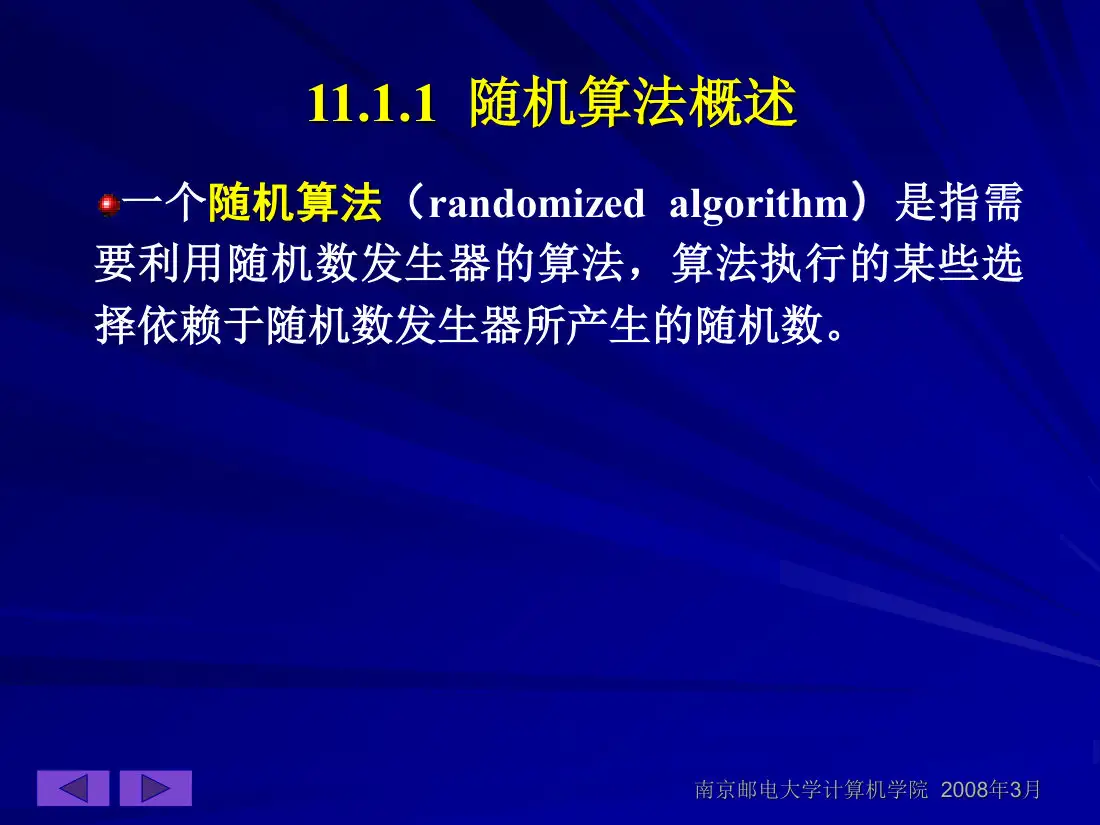 11.1.1 随机算法概述
一个随机算法（randomized algorithm）是指需
要利用随机数发生器的算法，算法执行的某些选
择依赖于随机数发生器所产生的随机数。
南京邮电大学计算机学院 2008年3月